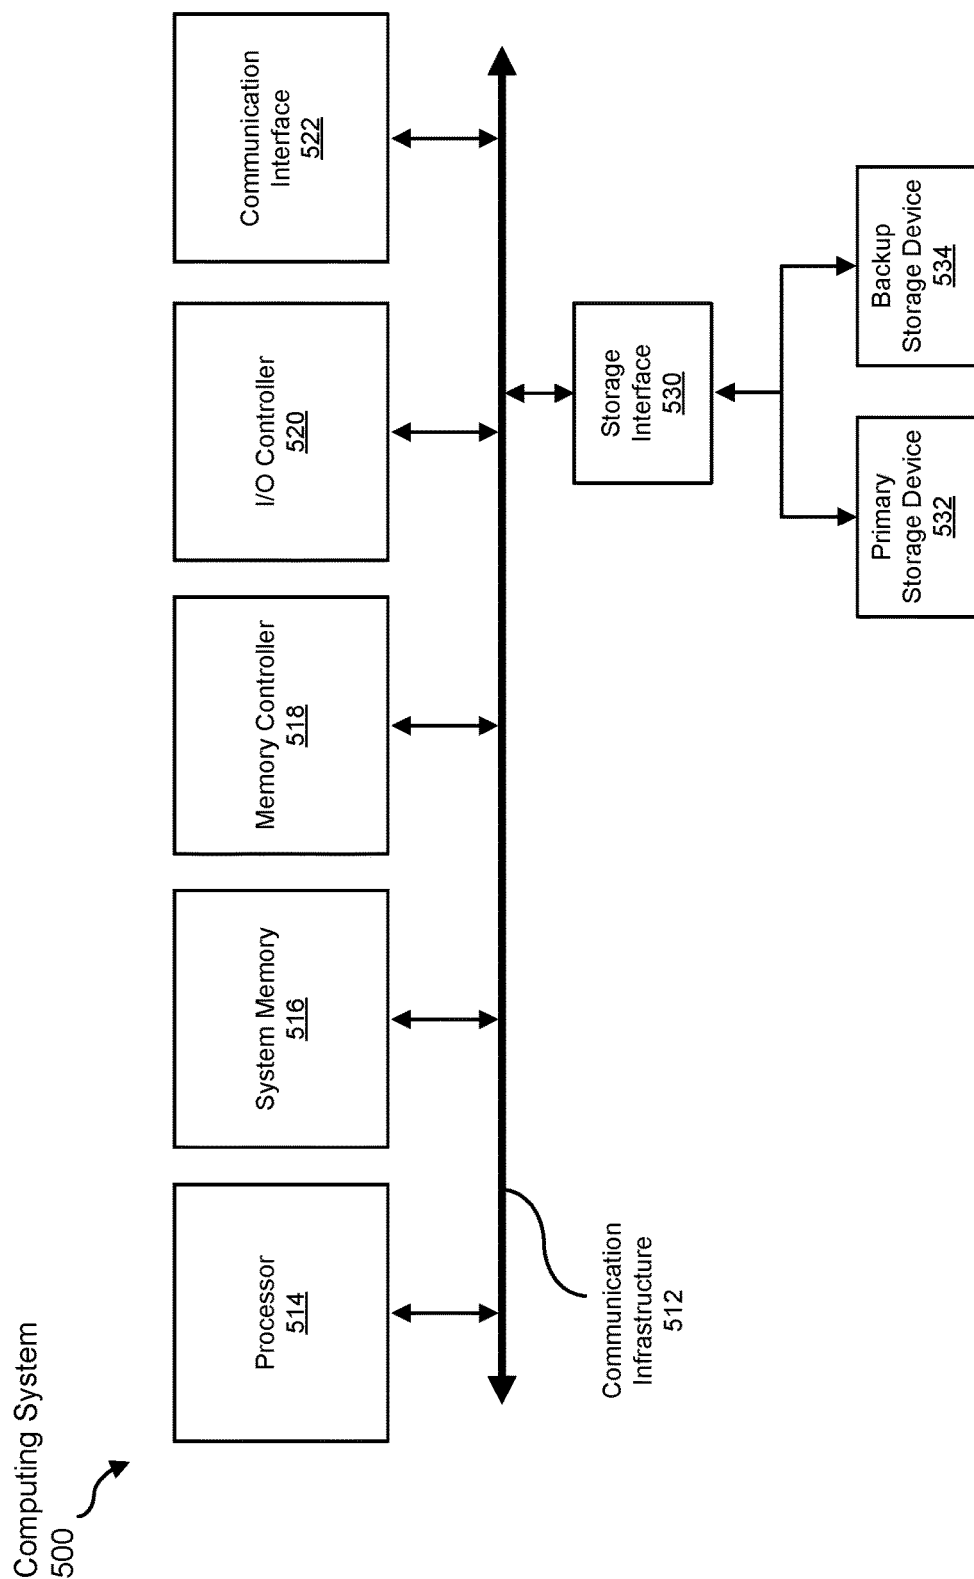 Computing System
500
Processor
514
System Memory
516
Memory Controller
518
I/O Controller
520
Communication
Interface
522
Communication
Infrastructure
512
Storage
Interface
530
Primary
Storage Device
532
Backup
Storage Device
534